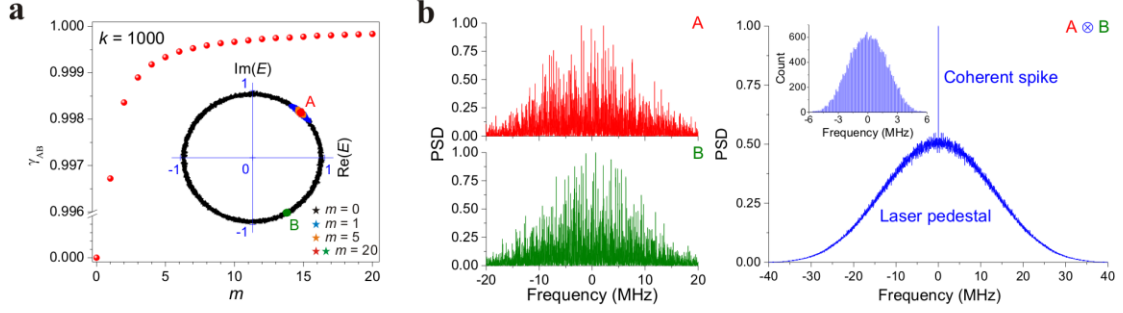 a
1.000
0.999
0.998
0.997
0.996
0.000
γAB
k = 1000
Im(E)
1
A
-1
0
1
Re(E)
-1
B
★ m = 0
★ m = 1
★ m = 5
★ ★ m = 20
0 5 10 15 20
m
b
A
1.00
0.75
0.50
0.25
0.00
-20 -10 0 10 20
B
1.00
0.75
0.50
0.25
0.00
PSD
-20 -10 0 10 20
Frequency (MHz)
A ⊗ B
1.00
0.75
0.50
0.25
0.00
PSD
600
400
200
0
Count
-6 -3 0 3 6
Frequency (MHz)
Coherent spike
Laser pedestal
-40 -30 -20 -10 0 10 20 30 40
Frequency (MHz)